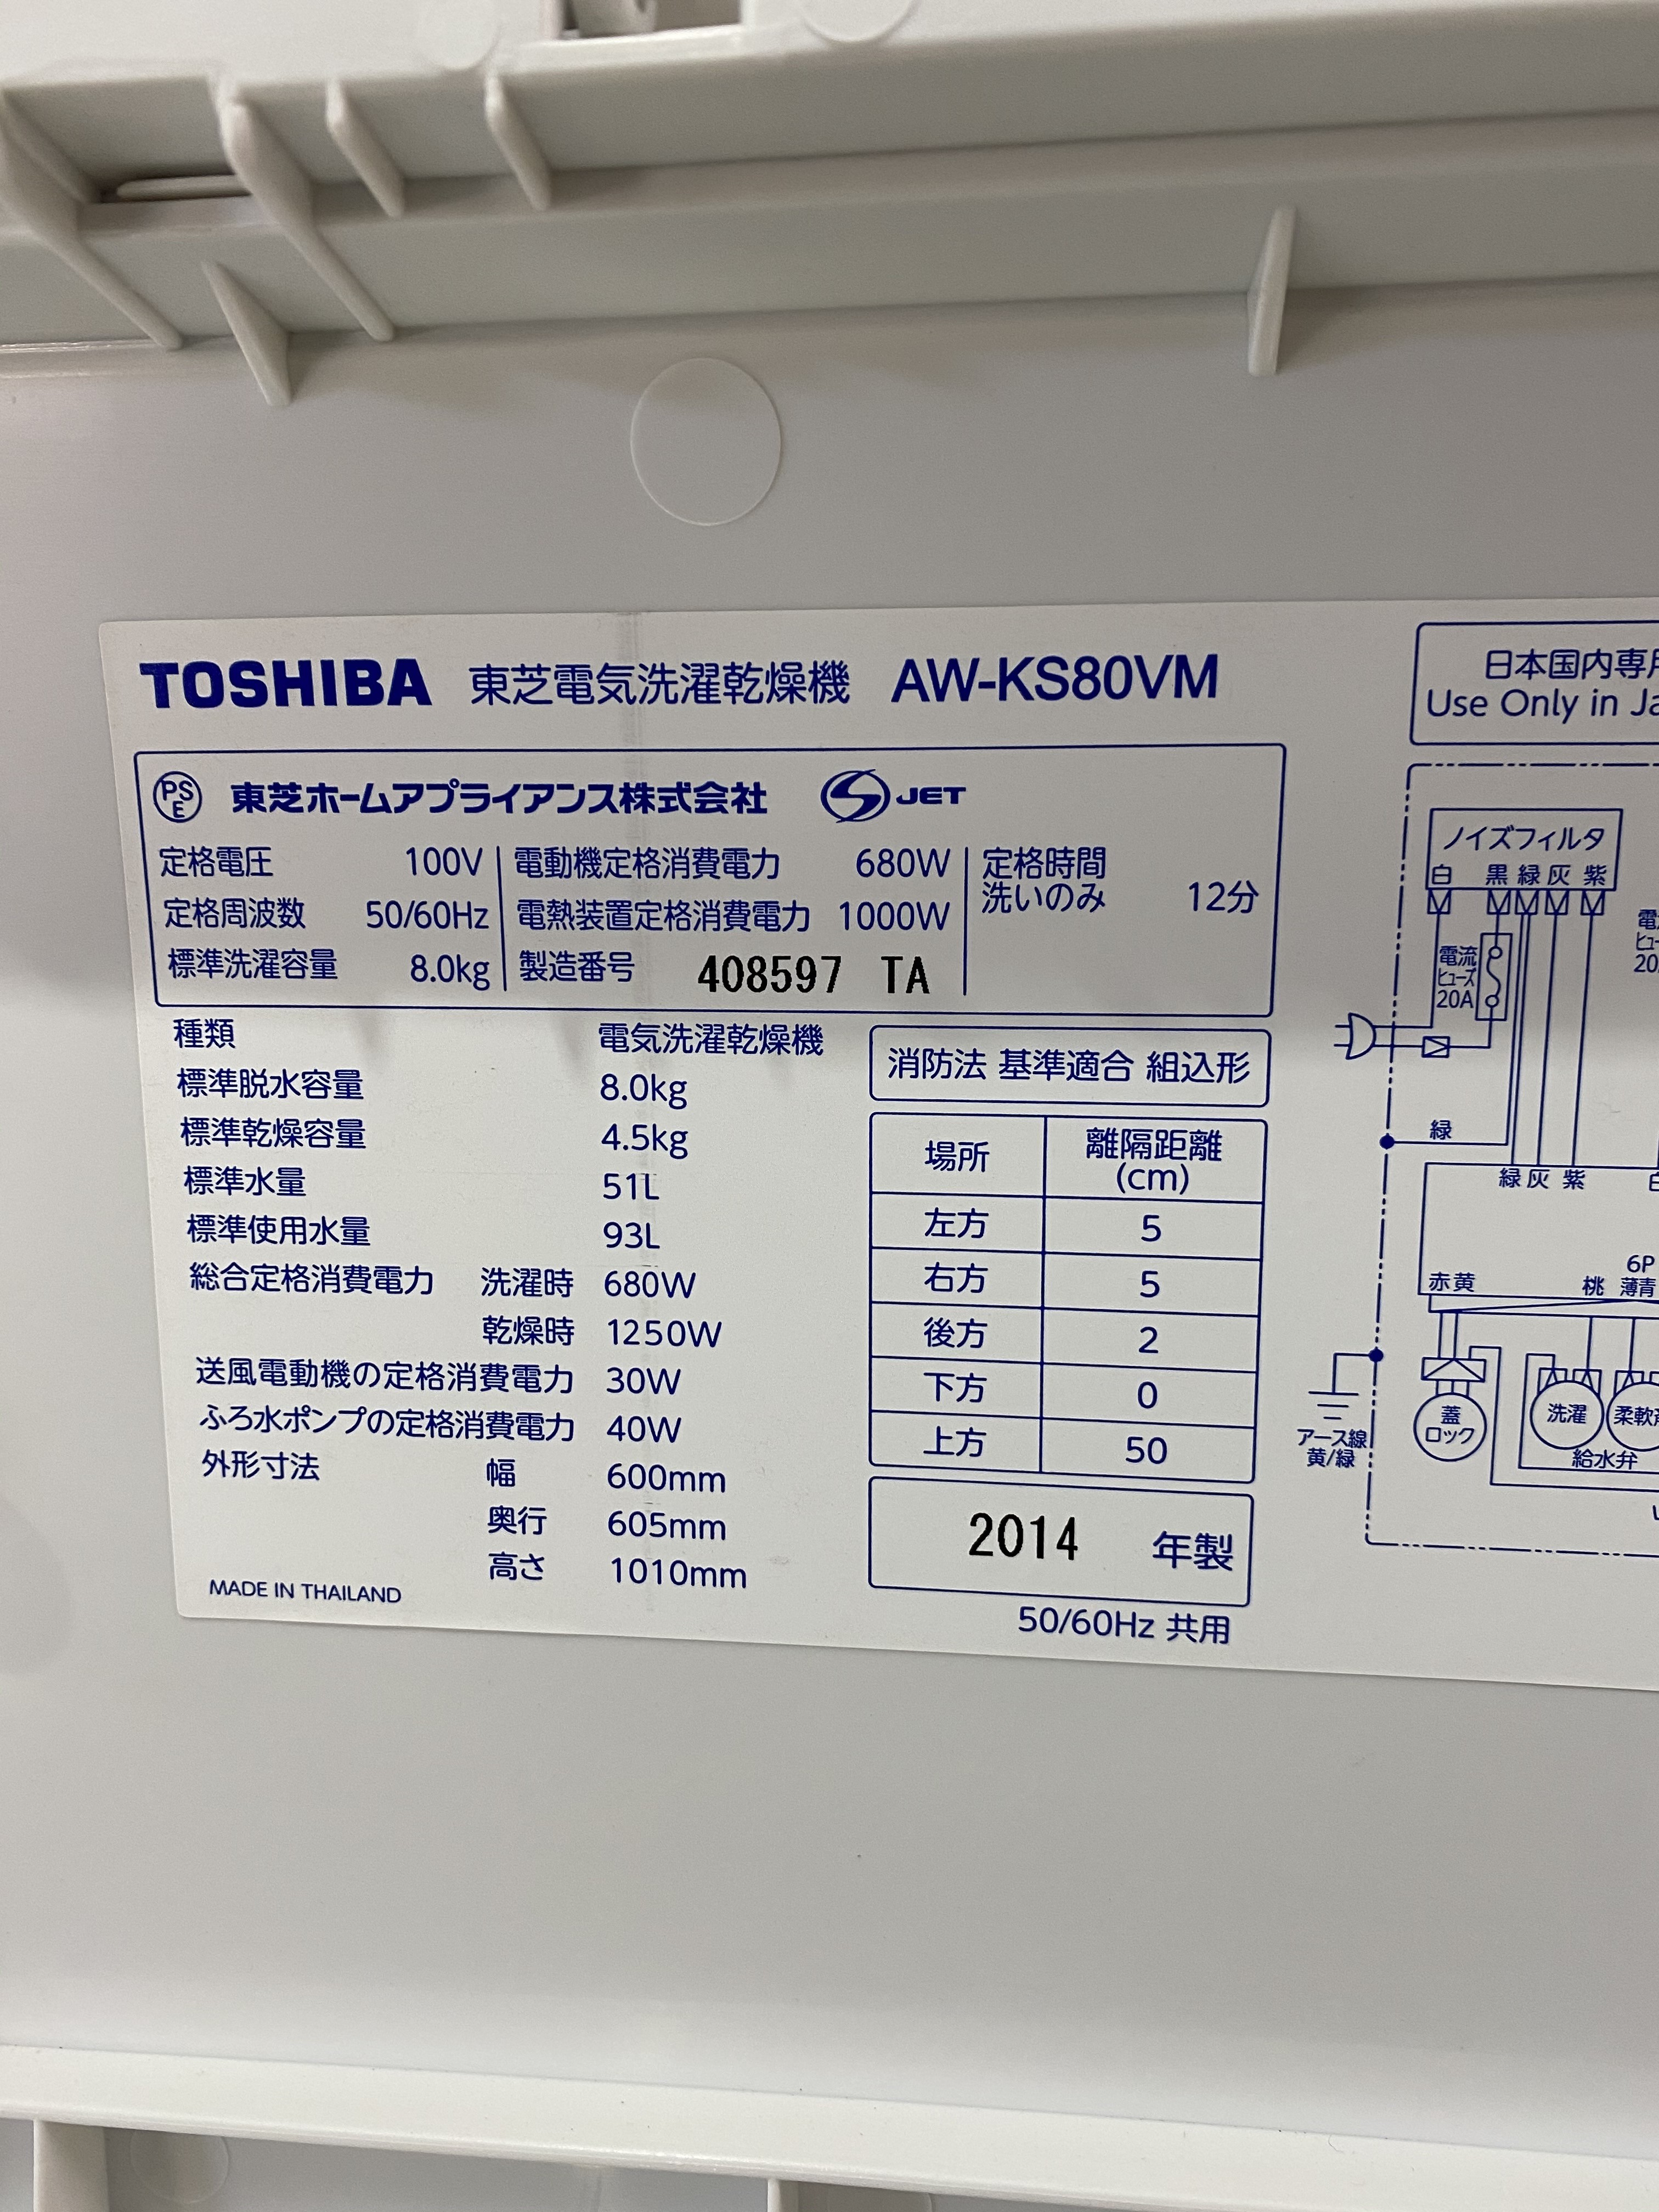 TOSHIBA 東芝電気洗濯乾燥機 AW-KS80VM
PSE 東芝ホームアプライアンス株式会社 S JET
定格電圧 100V 電動機定格消費電力 680W 定格時間
洗いのみ 12分
定格周波数 50/60Hz 電熱装置定格消費電力 1000W
標準洗濯容量 8.0kg 製造番号 408597 TA
種類 電気洗濯乾燥機
標準脱水容量 8.0kg
標準乾燥容量 4.5kg
標準水量 51L
標準使用水量 93L
総合定格消費電力 洗濯時 680W
乾燥時 1250W
送風電動機の定格消費電力 30W
ふろ水ポンプの定格消費電力 40W
外形寸法 幅 600mm
奥行 605mm
高さ 1010mm
MADE IN THAILAND
消防法 基準適合 組込形
場所 離隔距離
(cm)
左方 5
右方 5
後方 2
下方 0
上方 50
2014 年製
50/60Hz 共用
日本国内専用
Use Only in Ja
ノイズフィルタ
白 黒 緑 灰 紫
電流
ヒューズ
20A
緑
緑 灰 紫
6P
赤 黄 桃 薄青
蓋
ロック
洗濯
柔軟
給水弁
アース線
黄/緑